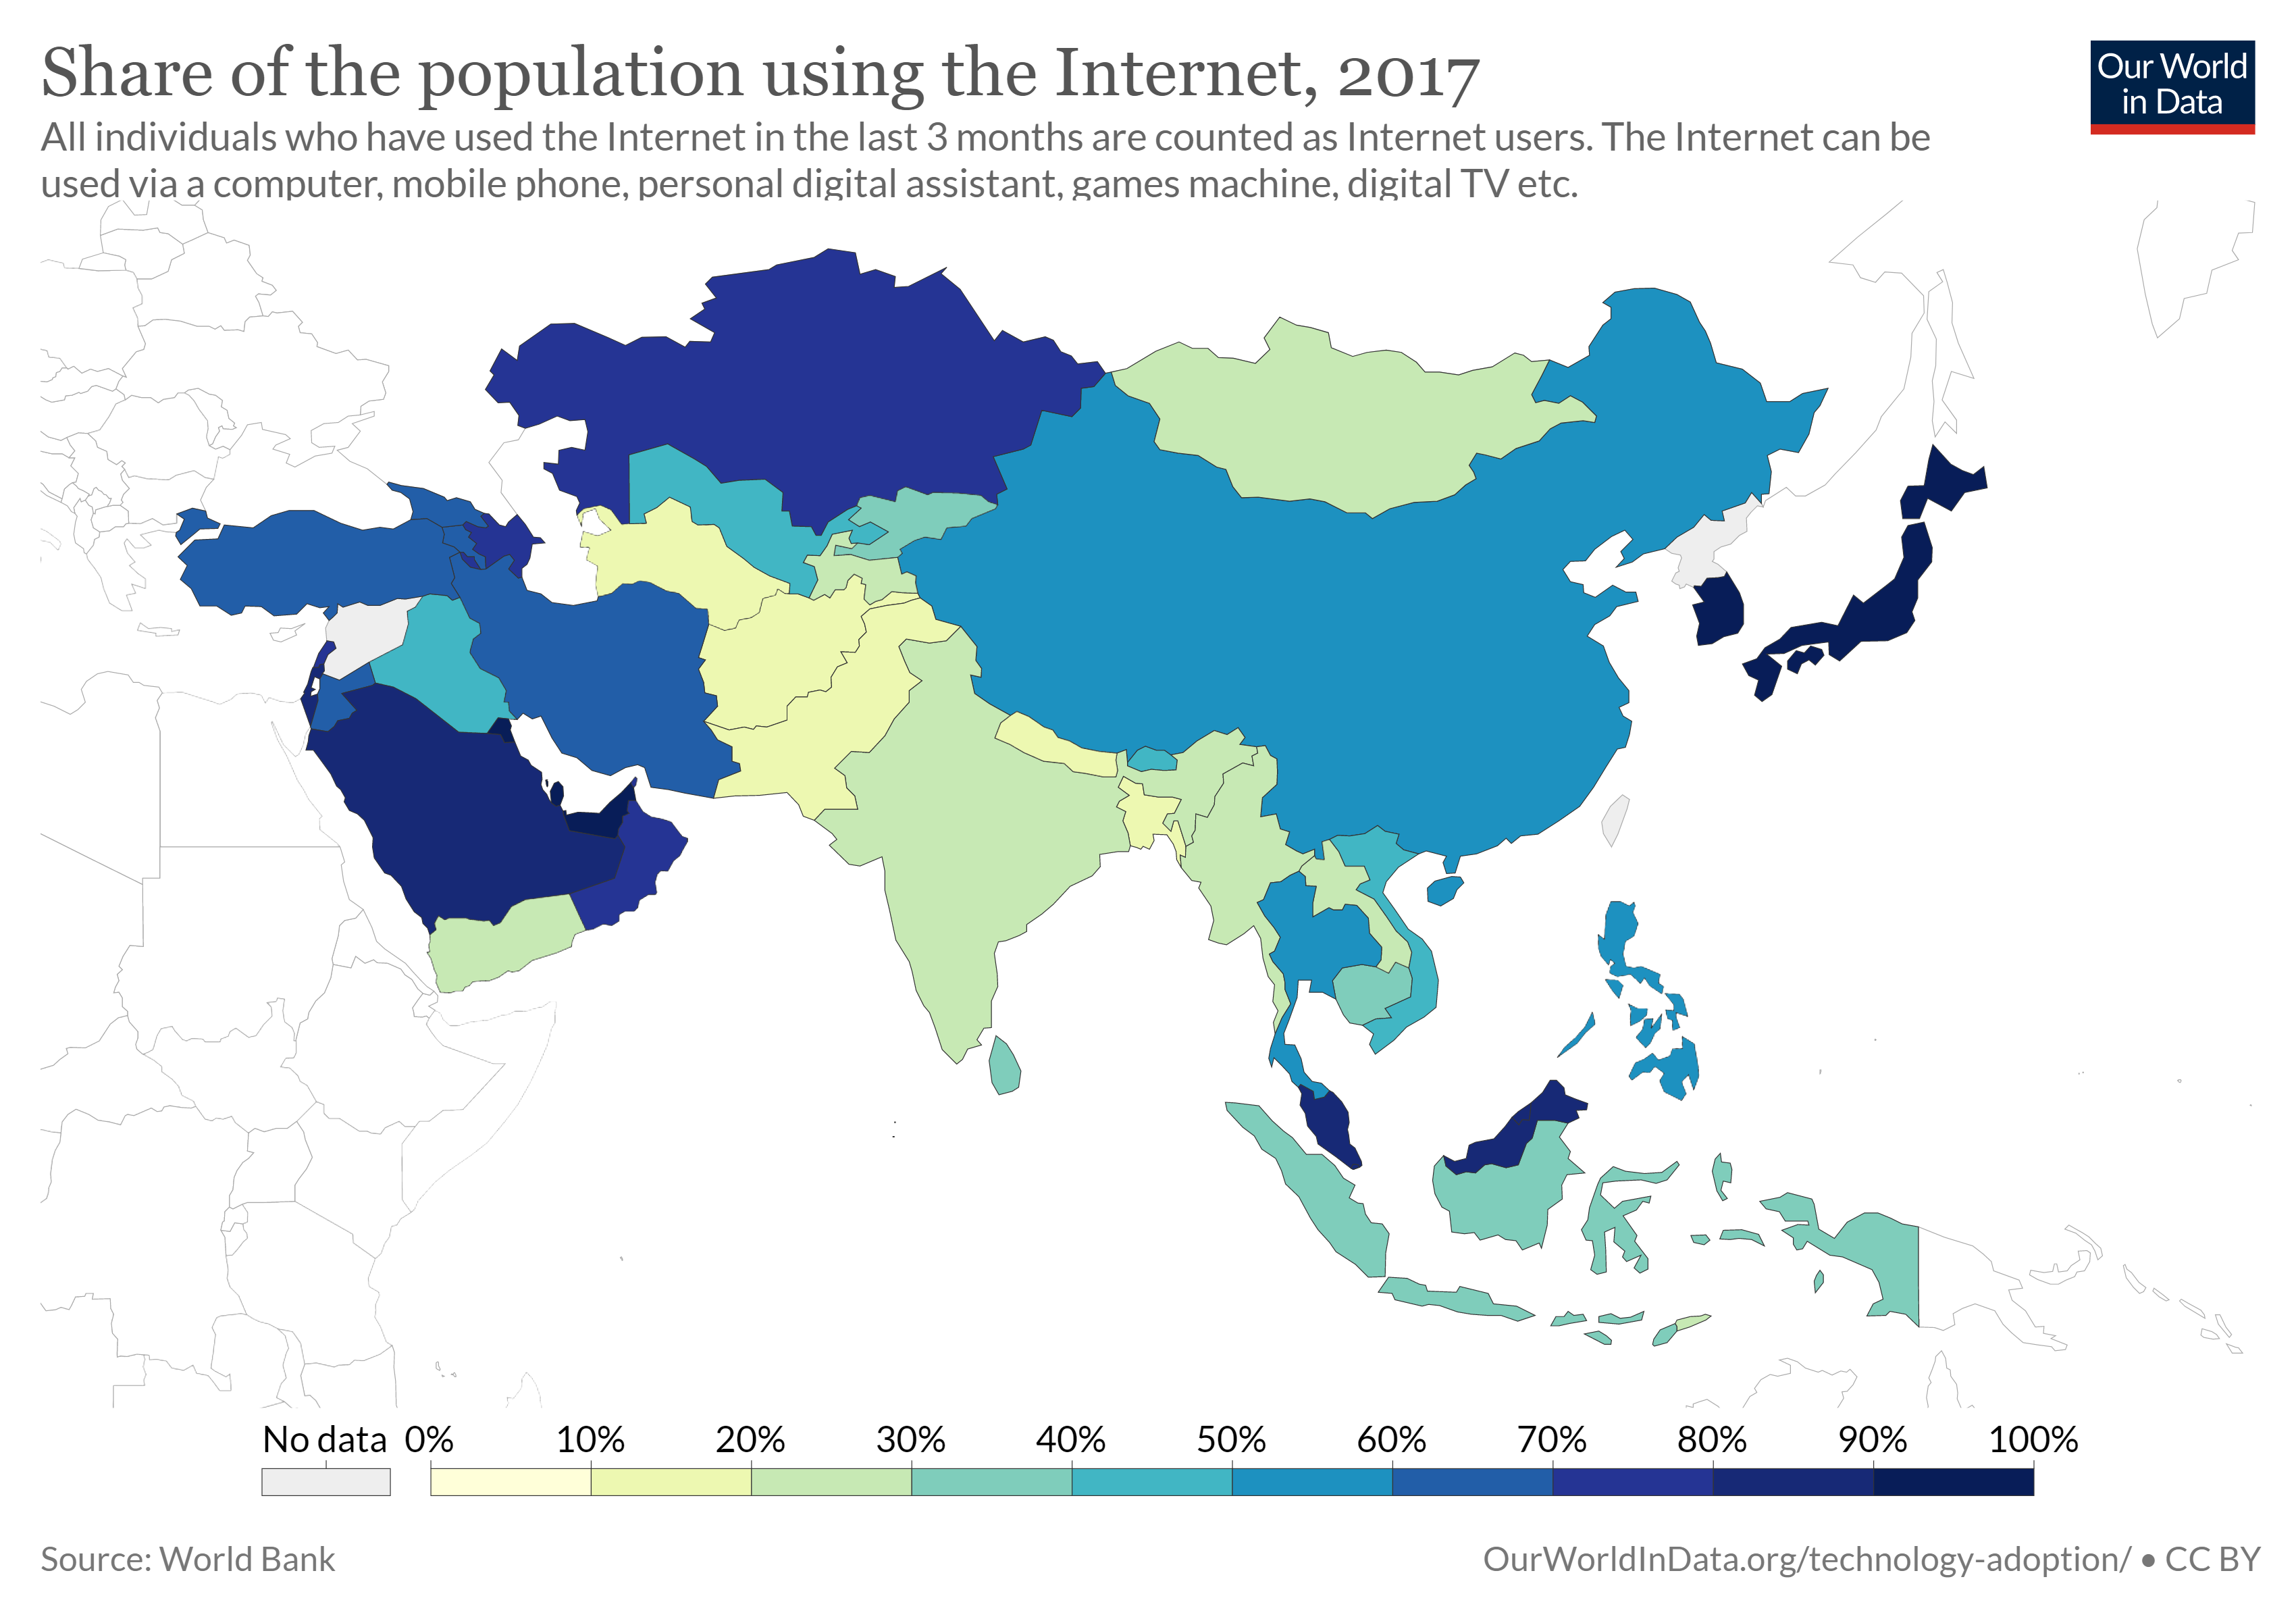 Share of the population using the Internet, 2017
Our World
in Data
All individuals who have used the Internet in the last 3 months are counted as Internet users. The Internet can be
used via a computer, mobile phone, personal digital assistant, games machine, digital TV etc.
No data 0% 10% 20% 30% 40% 50% 60% 70% 80% 90% 100%
Source: World Bank
OurWorldInData.org/technology-adoption/ • CC BY